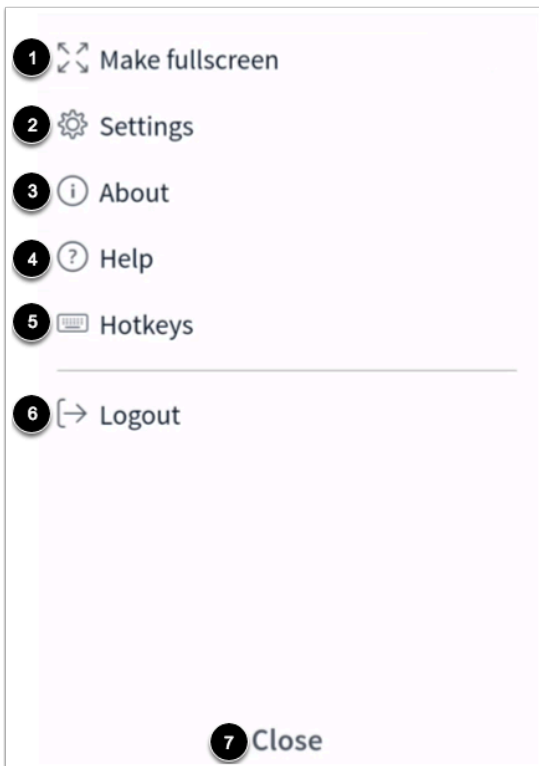 1 Make fullscreen
2 Settings
3 About
4 Help
5 Hotkeys
6 Logout
7 Close